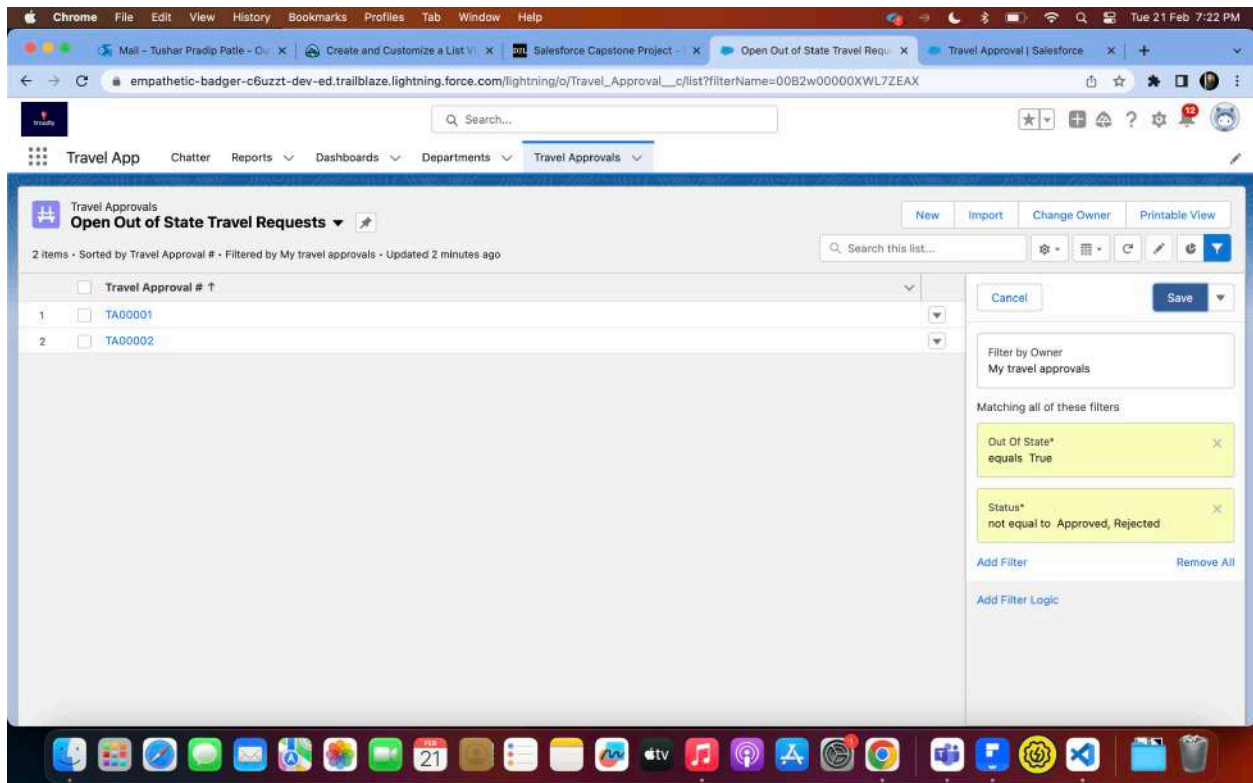 Chrome File Edit View History Bookmarks Profiles Tab Window Help Tue 21 Feb 7:22 PM
Mail - Tushar Pradip Patle - Create and Customize a List Salesforce Capstone Project - Open Out of State Travel Requ Travel Approval | Salesforce
empathetic-badger-c6uzzt-dev-ed.trailblaze.lightning.force.com/lightning/o/Travel_Approval__c/list?filterName=00B2w00000XWL7ZEAX
Search... 12
Travel App Chatter Reports Dashboards Departments Travel Approvals
Travel Approvals
Open Out of State Travel Requests
New Import Change Owner Printable View
2 items • Sorted by Travel Approval # • Filtered by My travel approvals • Updated 2 minutes ago
Search this list...
Travel Approval # ↑
1 TA00001
2 TA00002
Cancel Save
Filter by Owner
My travel approvals
Matching all of these filters
Out Of State*
equals True
Status*
not equal to Approved, Rejected
Add Filter Remove All
Add Filter Logic
FEB
21
tv